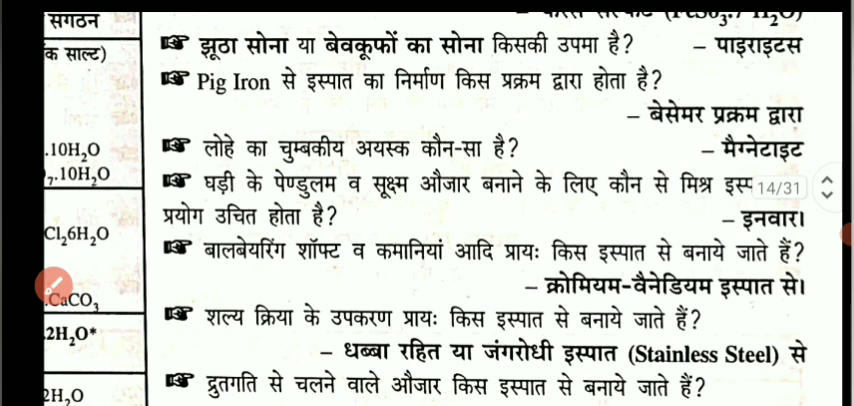 संगठन
क साल्ट)
.10H₂O
₇.10H₂O
Cl₂6H₂O
.CaCO₃
.2H₂O*
2H₂O
☞ झूठा सोना या बेवकूफों का सोना किसकी उपमा है? – पाइराइटस
☞ Pig Iron से इस्पात का निर्माण किस प्रक्रम द्वारा होता है?
– बेसेमर प्रक्रम द्वारा
☞ लोहे का चुम्बकीय अयस्क कौन-सा है? – मैग्नेटाइट
☞ घड़ी के पेण्डुलम व सूक्ष्म औजार बनाने के लिए कौन से मिश्र इस्प
14/31
प्रयोग उचित होता है? – इनवार।
☞ बालबेयरिंग शॉफ्ट व कमानियां आदि प्रायः किस इस्पात से बनाये जाते हैं?
– क्रोमियम-वैनेडियम इस्पात से।
☞ शल्य क्रिया के उपकरण प्रायः किस इस्पात से बनाये जाते हैं?
– धब्बा रहित या जंगरोधी इस्पात (Stainless Steel) से
☞ द्रुतगति से चलने वाले औजार किस इस्पात से बनाये जाते हैं?